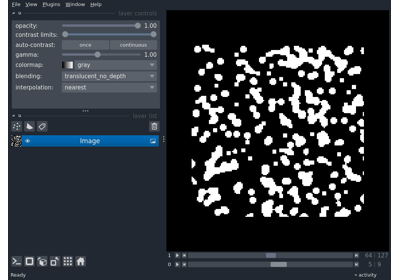 File View Plugins Window Help
layer controls
opacity: 1.00
contrast limits:
auto-contrast: once continuous
gamma: 1.00
colormap: gray
blending: translucent_no_depth
interpolation: nearest
layer list
Image
1 64 127
0 5 9
Ready activity